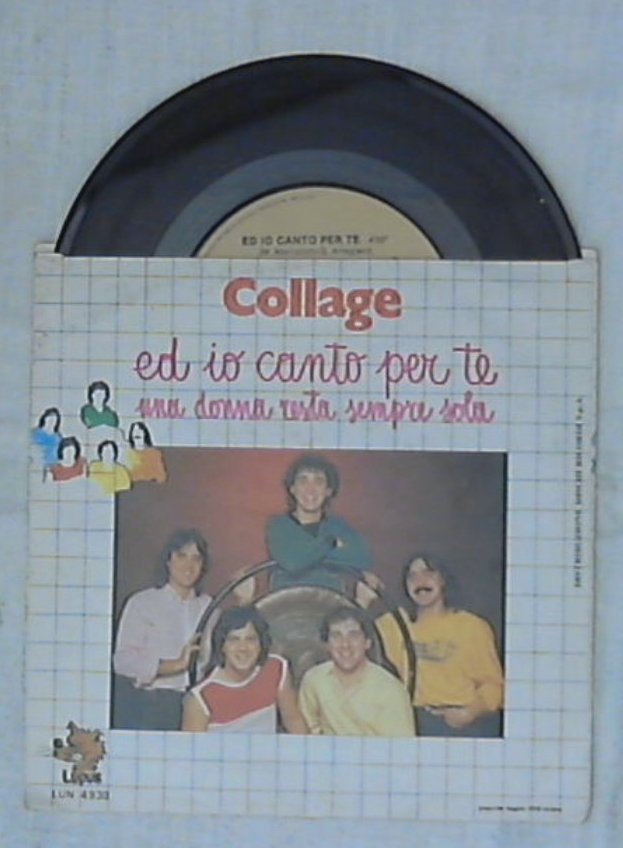 ED IO CANTO PER TE
Collage
ed io canto per te
una donna resta sempre sola
Lupus
LUN 4933